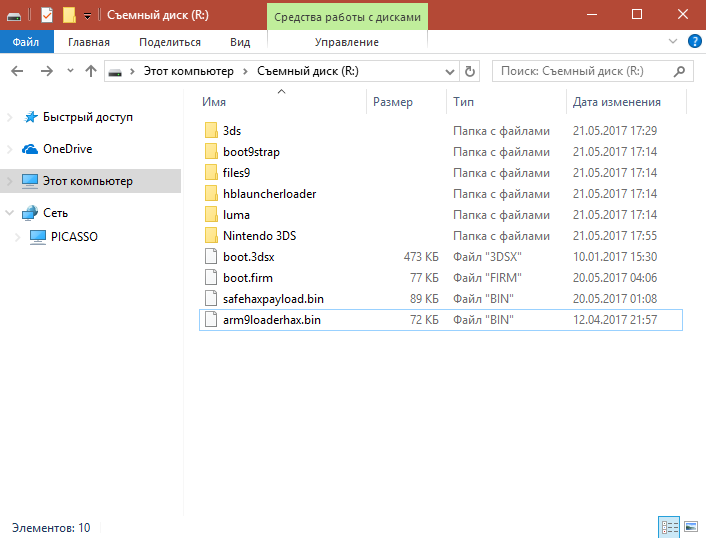 Съемный диск (R:)
Средства работы с дисками
Файл Главная Поделиться Вид Управление
Этот компьютер Съемный диск (R:)
Поиск: Съемный диск (R:)
Имя Размер Тип Дата изменения
Быстрый доступ
OneDrive
Этот компьютер
Сеть
PICASSO
3ds Папка с файлами 21.05.2017 17:29
boot9strap Папка с файлами 21.05.2017 17:14
files9 Папка с файлами 21.05.2017 17:14
hblauncherloader Папка с файлами 21.05.2017 17:14
luma Папка с файлами 21.05.2017 17:14
Nintendo 3DS Папка с файлами 21.05.2017 17:55
boot.3dsx 473 КБ Файл "3DSX" 10.01.2017 15:30
boot.firm 77 КБ Файл "FIRM" 20.05.2017 04:06
safehaxpayload.bin 89 КБ Файл "BIN" 20.05.2017 01:08
arm9loaderhax.bin 72 КБ Файл "BIN" 12.04.2017 21:57
Элементов: 10